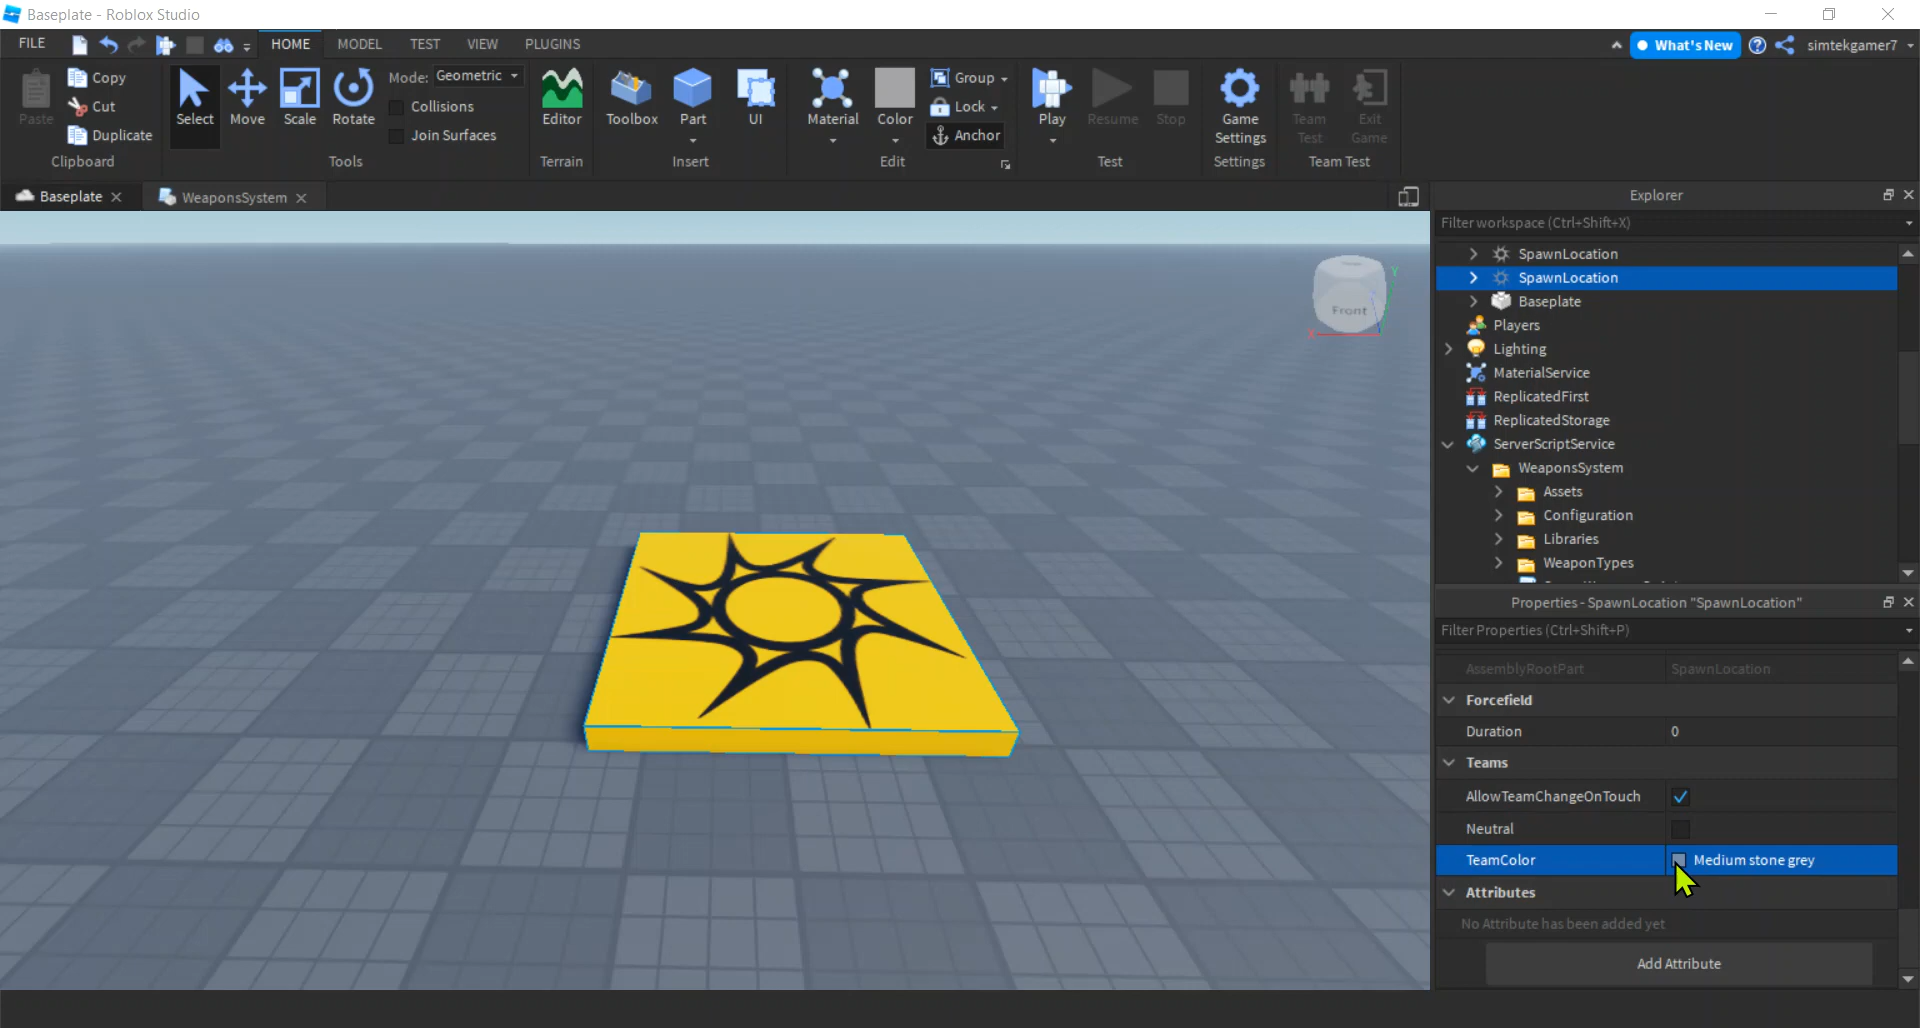 Baseplate - Roblox Studio
FILE HOME MODEL TEST VIEW PLUGINS What's New simtekgamer7
Paste Copy Cut Duplicate Clipboard
Select Move Scale Rotate Mode: Geometric Collisions Join Surfaces Tools
Editor Terrain
Toolbox Part UI Insert
Material Color Group Lock Anchor Edit
Play Resume Stop Test
Game Settings Settings
Team Test Exit Game Team Test
Baseplate WeaponsSystem
Front
X
Y
Explorer
Filter workspace (Ctrl+Shift+X)
SpawnLocation
SpawnLocation
Baseplate
Players
Lighting
MaterialService
ReplicatedFirst
ReplicatedStorage
ServerScriptService
WeaponsSystem
Assets
Configuration
Libraries
WeaponTypes
Properties - SpawnLocation "SpawnLocation"
Filter Properties (Ctrl+Shift+P)
AssemblyRootPart SpawnLocation
Forcefield
Duration 0
Teams
AllowTeamChangeOnTouch
Neutral
TeamColor Medium stone grey
Attributes
No Attribute has been added yet
Add Attribute